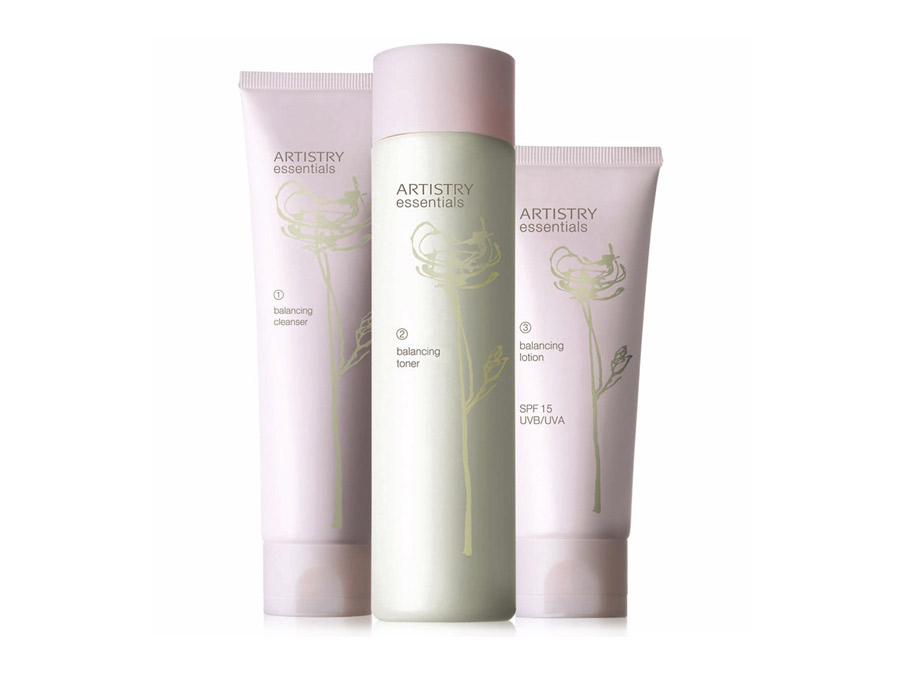 ARTISTRY
essentials
①
balancing
cleanser
ARTISTRY
essentials
②
balancing
toner
ARTISTRY
essentials
③
balancing
lotion
SPF 15
UVB/UVA